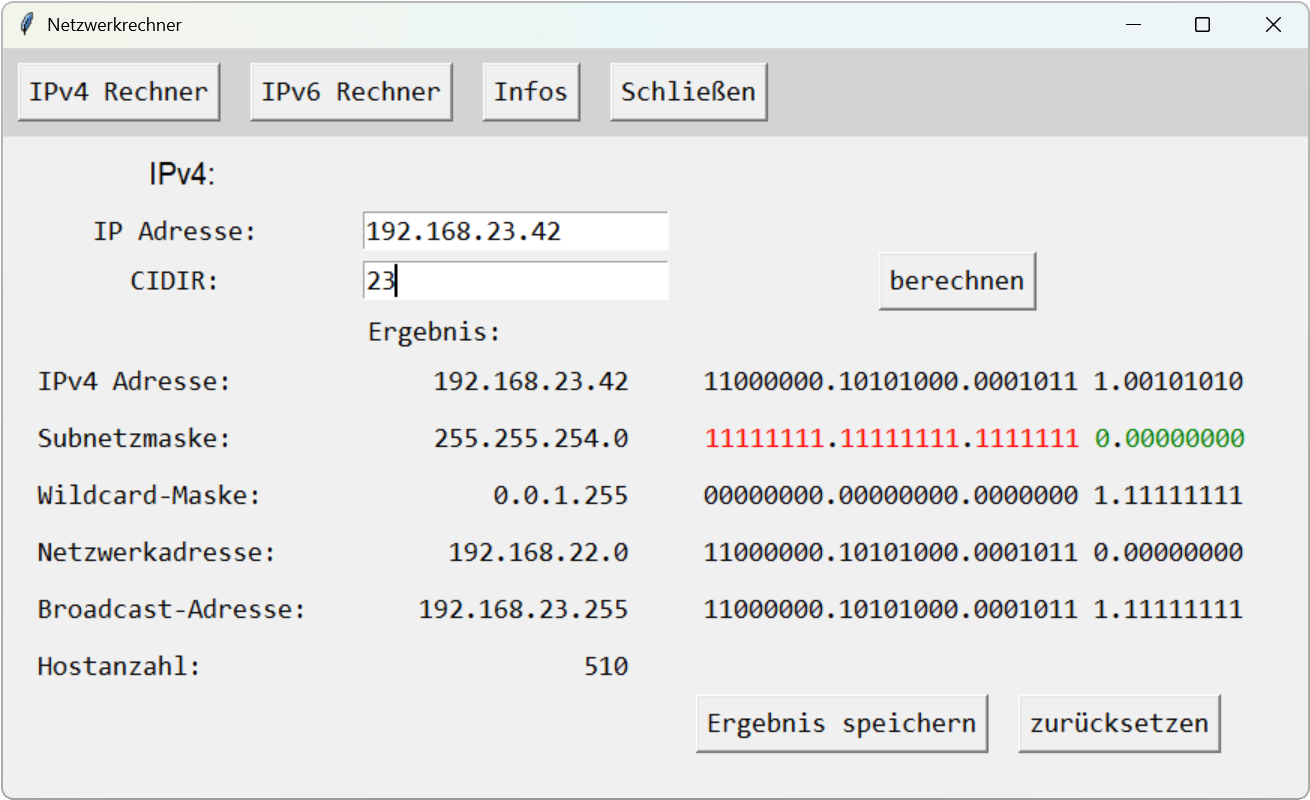 Netzwerkrechner
IPv4 Rechner IPv6 Rechner Infos Schließen
IPv4:
IP Adresse: 192.168.23.42
CIDIR: 23
berechnen
Ergebnis:
IPv4 Adresse: 192.168.23.42 11000000.10101000.0001011 1.00101010
Subnetzmaske: 255.255.254.0 11111111.11111111.1111111 0.00000000
Wildcard-Maske: 0.0.1.255 00000000.00000000.0000000 1.11111111
Netzwerkadresse: 192.168.22.0 11000000.10101000.0001011 0.00000000
Broadcast-Adresse: 192.168.23.255 11000000.10101000.0001011 1.11111111
Hostanzahl: 510
Ergebnis speichern zurücksetzen